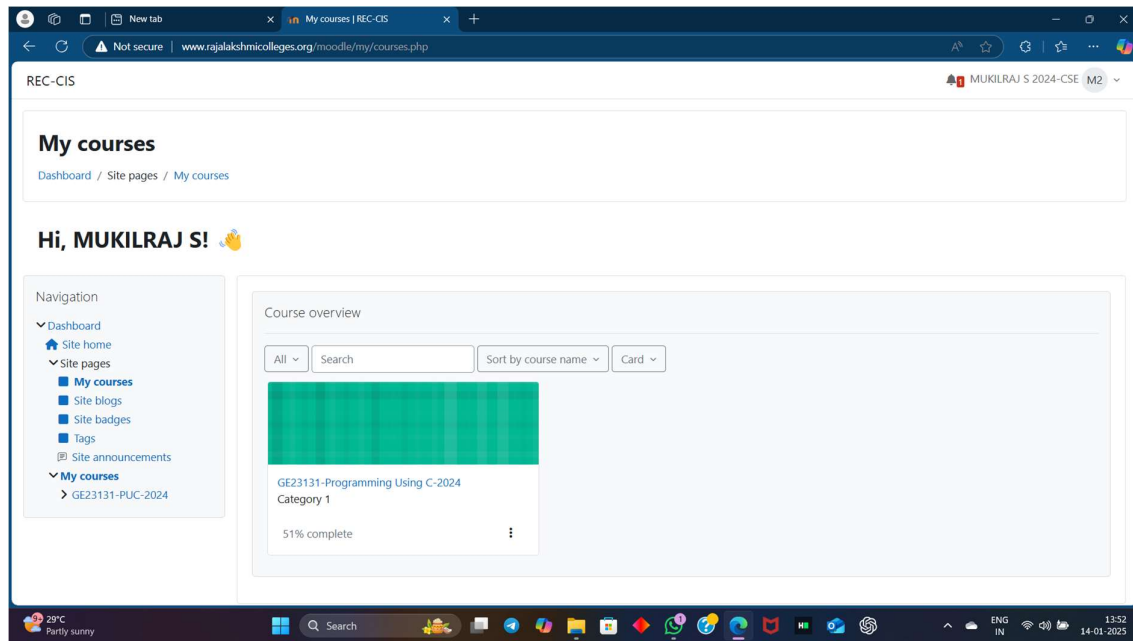 New tab
My courses | REC-CIS
Not secure | www.rajalakshmicolleges.org/moodle/my/courses.php
REC-CIS
1 MUKILRAJ S 2024-CSE M2
My courses
Dashboard / Site pages / My courses
Hi, MUKILRAJ S!
Navigation
Dashboard
Site home
Site pages
My courses
Site blogs
Site badges
Tags
Site announcements
My courses
GE23131-PUC-2024
Course overview
All
Search
Sort by course name
Card
GE23131-Programming Using C-2024
Category 1
51% complete
29°C
Partly sunny
Search
ENG
IN
13:52
14-01-2025